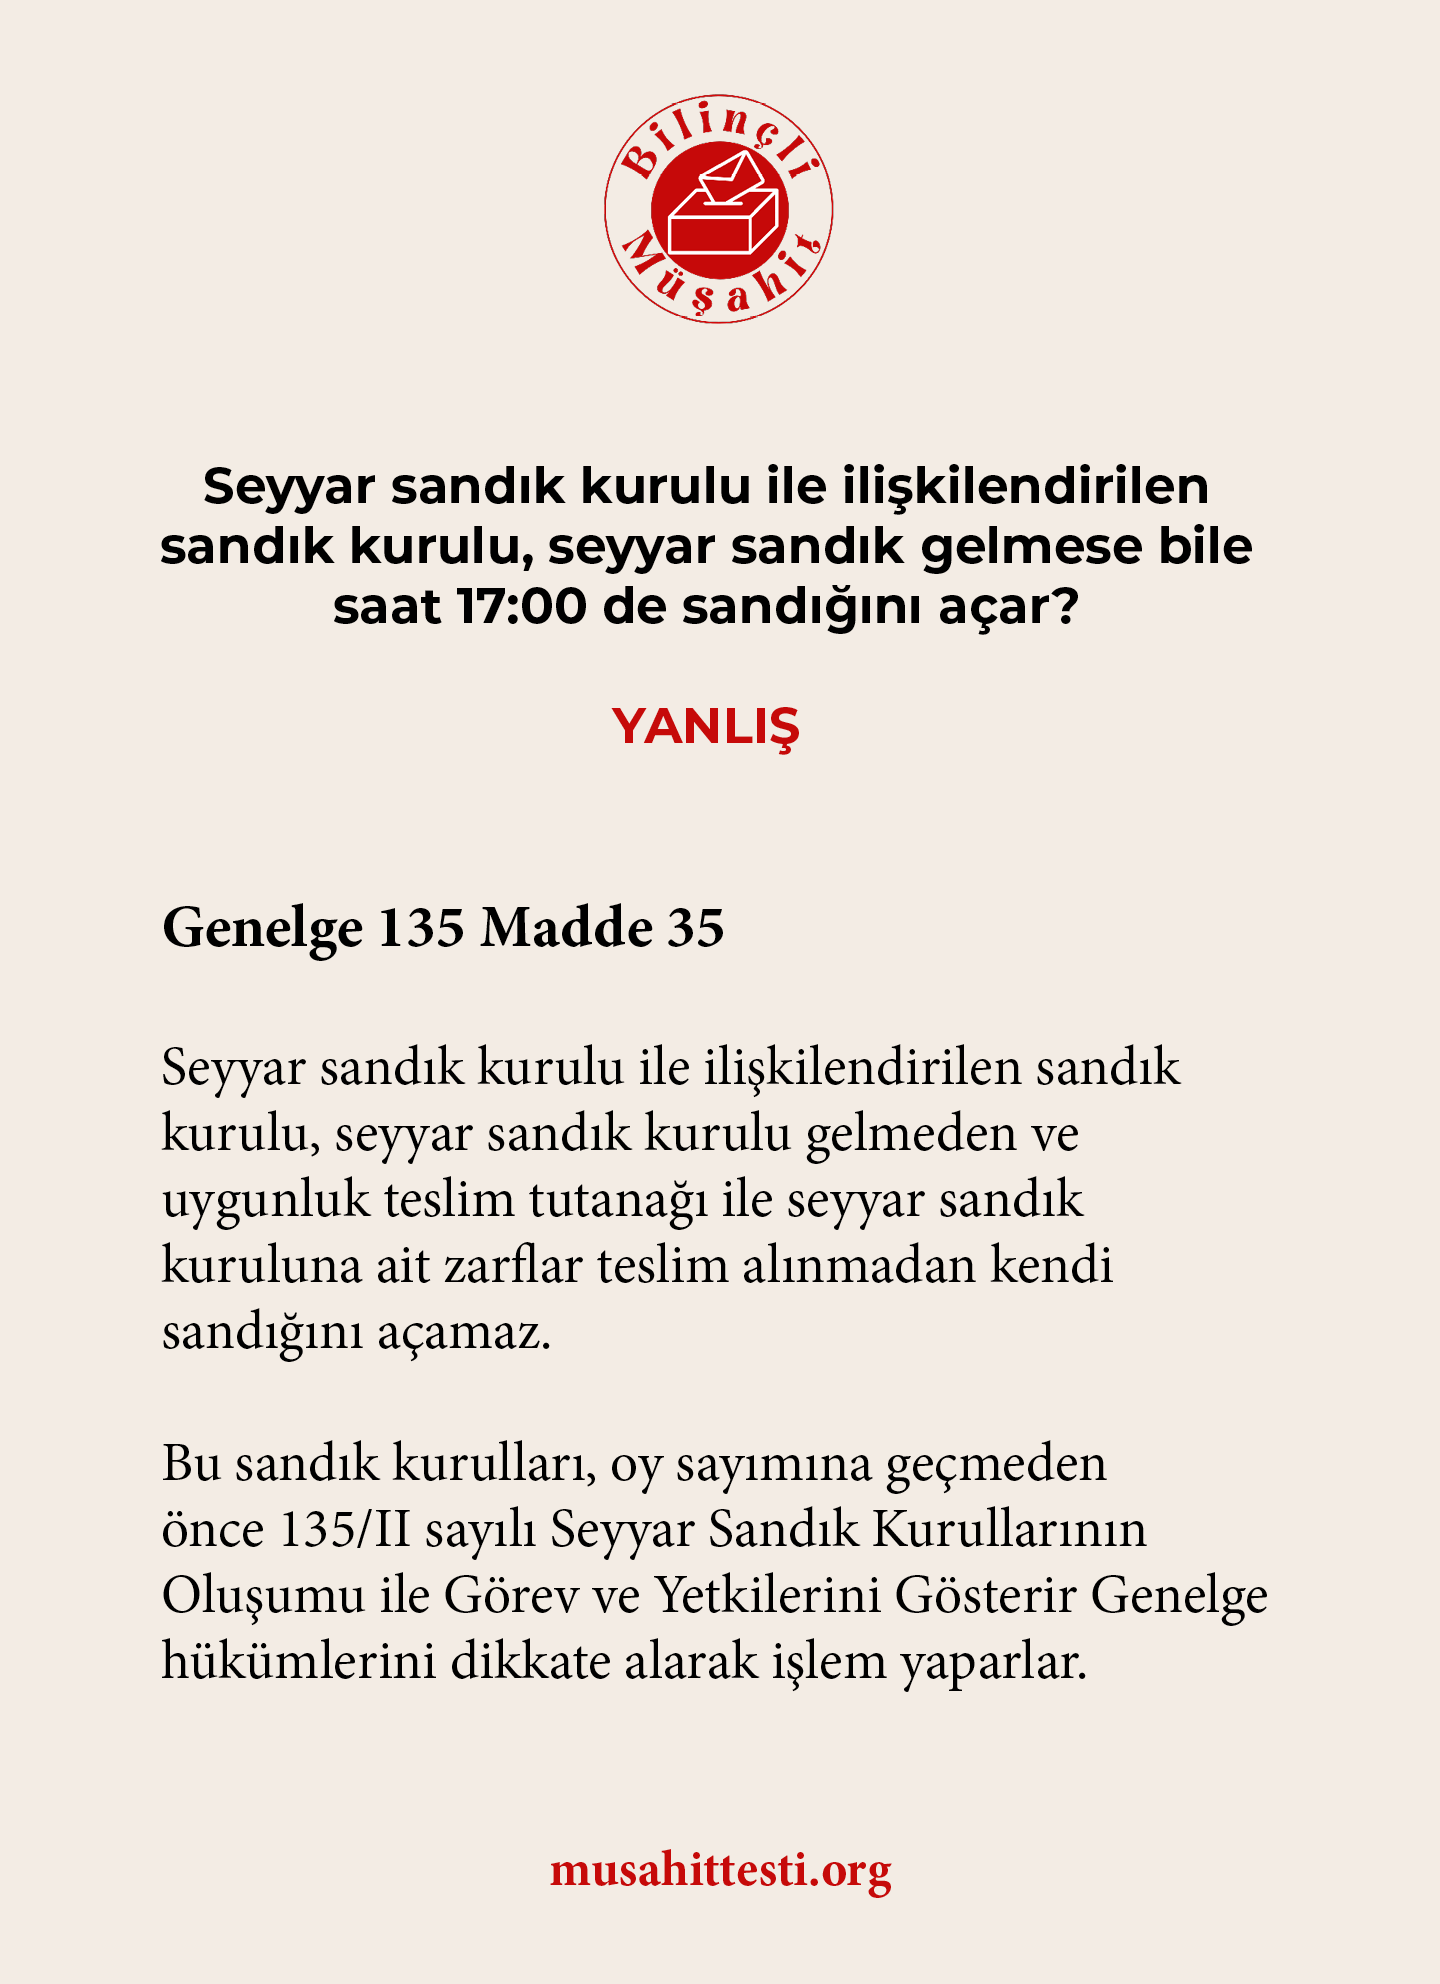 Bilinçli
Müşahit
Seyyar sandık kurulu ile ilişkilendirilen
sandık kurulu, seyyar sandık gelmese bile
saat 17:00 de sandığını açar?
YANLIŞ
Genelge 135 Madde 35
Seyyar sandık kurulu ile ilişkilendirilen sandık
kurulu, seyyar sandık kurulu gelmeden ve
uygunluk teslim tutanağı ile seyyar sandık
kuruluna ait zarflar teslim alınmadan kendi
sandığını açamaz.
Bu sandık kurulları, oy sayımına geçmeden
önce 135/II sayılı Seyyar Sandık Kurullarının
Oluşumu ile Görev ve Yetkilerini Gösterir Genelge
hükümlerini dikkate alarak işlem yaparlar.
musahittesti.org